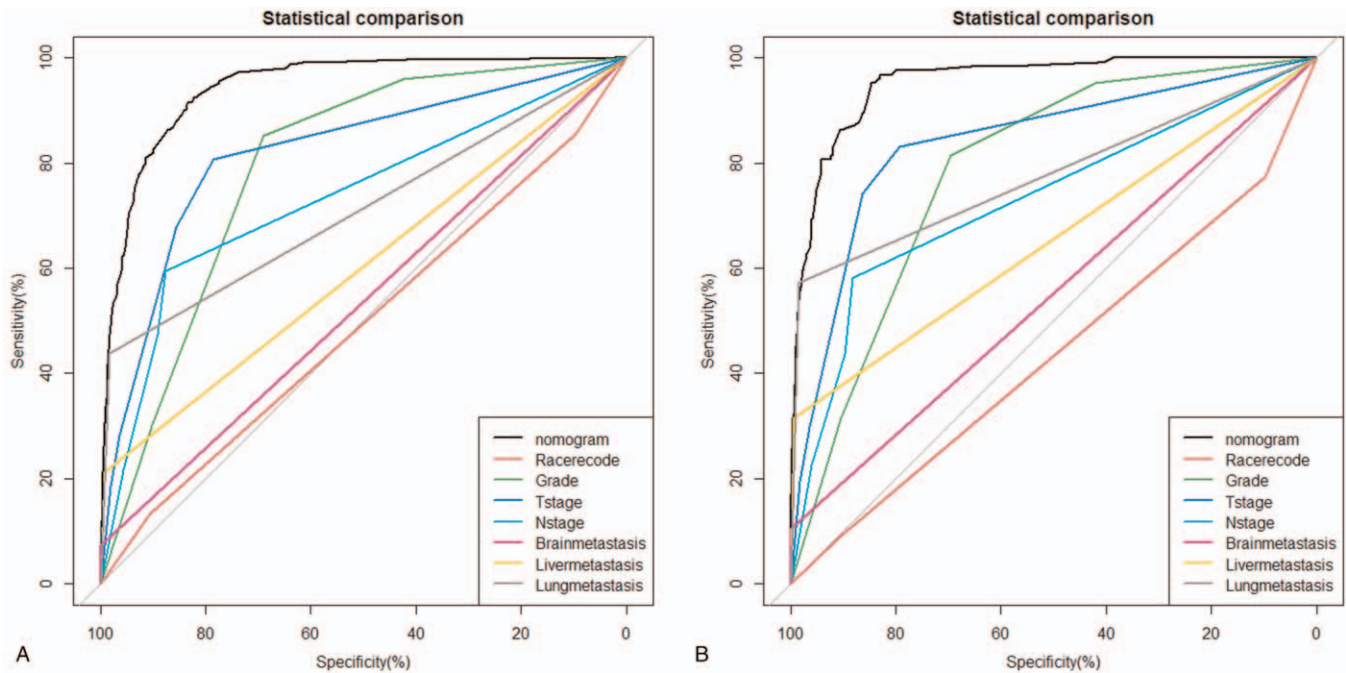 Statistical comparison
100
80
60
40
20
0
Sensitivity(%)
nomogram
Racerecode
Grade
Tstage
Nstage
Brainmetastasis
Livermetastasis
Lungmetastasis
100 80 60 40 20 0
Specificity(%)
A
Statistical comparison
100
80
60
40
20
0
Sensitivity(%)
nomogram
Racerecode
Grade
Tstage
Nstage
Brainmetastasis
Livermetastasis
Lungmetastasis
100 80 60 40 20 0
Specificity(%)
B